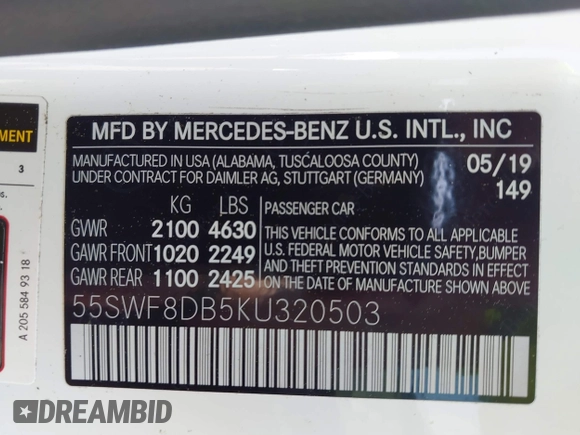 MENT
3
s.
A 205 584 93 18
MFD BY MERCEDES-BENZ U.S. INTL., INC
MANUFACTURED IN USA (ALABAMA, TUSCALOOSA COUNTY) 05/19
UNDER CONTRACT FOR DAIMLER AG, STUTTGART (GERMANY) 149
KG LBS PASSENGER CAR
GVWR 2100 4630
GAWR FRONT 1020 2249
GAWR REAR 1100 2425
THIS VEHICLE CONFORMS TO ALL APPLICABLE
U.S. FEDERAL MOTOR VEHICLE SAFETY, BUMPER
AND THEFT PREVENTION STANDARDS IN EFFECT
ON THE DATE OF MANUFACTURE SHOWN ABOVE.
55SWF8DB5KU320503
DREAMBID